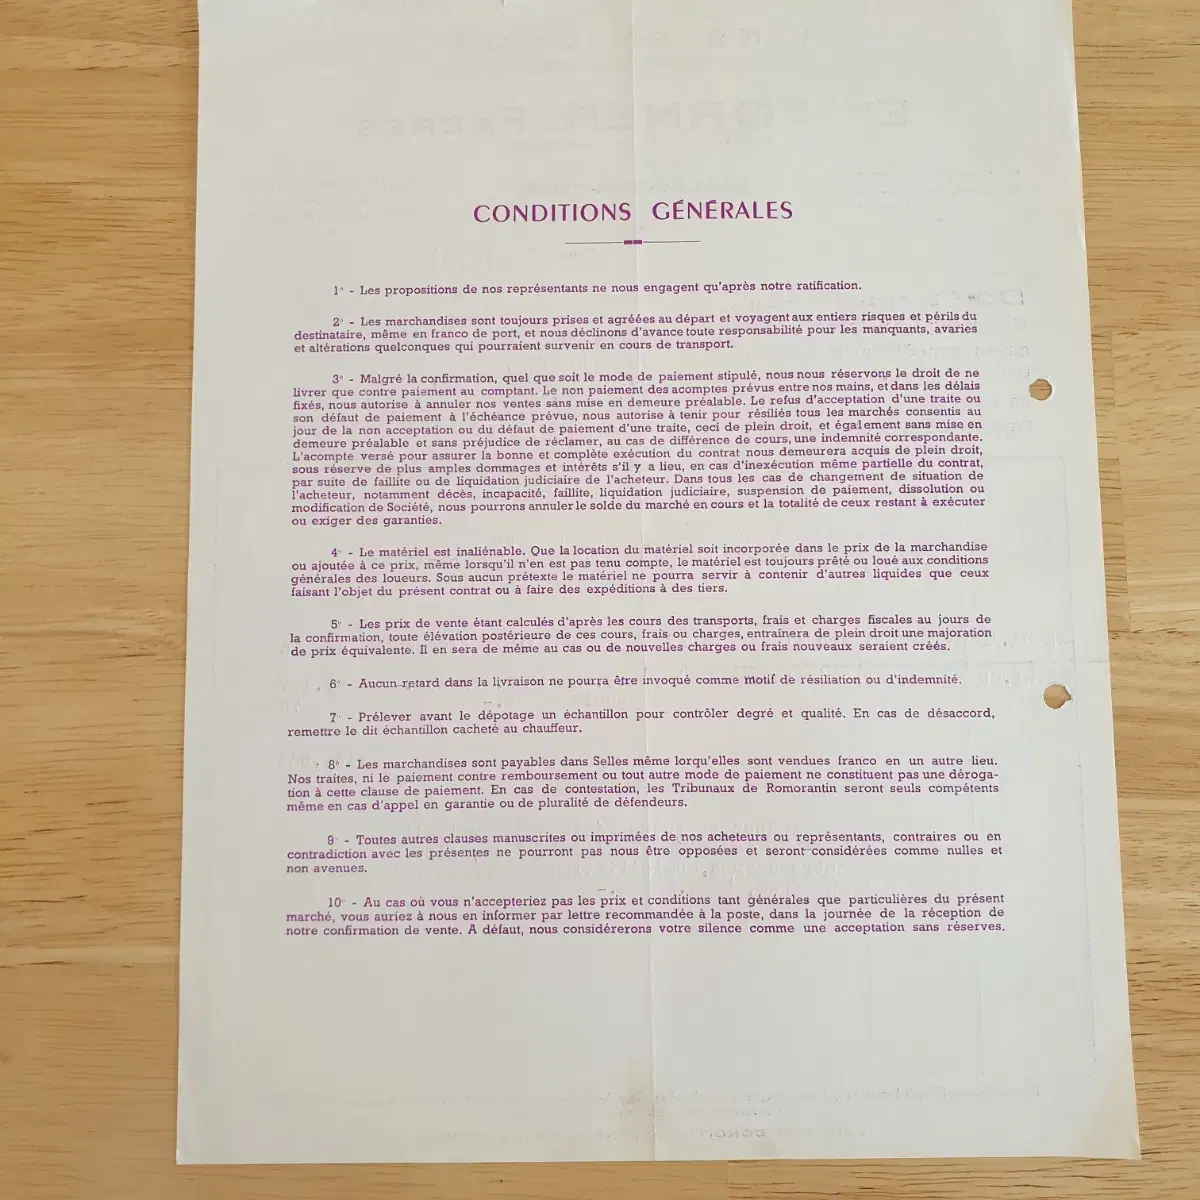 CONDITIONS GÉNÉRALES
1° - Les propositions de nos représentants ne nous engagent qu'après notre ratification.
2° - Les marchandises sont toujours prises et agréées au départ et voyagent aux entiers risques et périls du
destinataire, même en franco de port, et nous déclinons d'avance toute responsabilité pour les manquants, avaries
et altérations quelconques qui pourraient survenir en cours de transport.
3° - Malgré la confirmation, quel que soit le mode de paiement stipulé, nous nous réservons le droit de ne
livrer que contre paiement au comptant. Le non paiement des acomptes prévus entre nos mains, et dans les délais
fixés, nous autorise à annuler nos ventes sans mise en demeure préalable. Le refus d'acceptation d'une traite ou
son défaut de paiement à l'échéance prévue, nous autorise à tenir pour résiliés tous les marchés consentis au
jour de la non acceptation ou du défaut de paiement d'une traite, ceci de plein droit, et également sans mise en
demeure préalable et sans préjudice de réclamer, au cas de différence de cours, une indemnité correspondante.
L'acompte versé pour assurer la bonne et complète exécution du contrat nous demeurera acquis de plein droit,
sous réserve de plus amples dommages et intérêts s'il y a lieu, en cas d'inexécution même partielle du contrat,
par suite de faillite ou de liquidation judiciaire de l'acheteur. Dans tous les cas de changement de situation de
l'acheteur, notamment décès, incapacité, faillite, liquidation judiciaire, suspension de paiement, dissolution ou
modification de Société, nous pourrons annuler le solde du marché en cours et la totalité de ceux restant à exécuter
ou exiger des garanties.
4° - Le matériel est inaliénable. Que la location du matériel soit incorporée dans le prix de la marchandise
ou ajoutée à ce prix, même lorsqu'il n'en est pas tenu compte, le matériel est toujours prêté ou loué aux conditions
générales des loueurs. Sous aucun prétexte le matériel ne pourra servir à contenir d'autres liquides que ceux
faisant l'objet du présent contrat ou à faire des expéditions à des tiers.
5° - Les prix de vente étant calculés d'après les cours des transports, frais et charges fiscales au jours de
la confirmation, toute élévation postérieure de ces cours, frais ou charges, entrainera de plein droit une majoration
de prix équivalente. Il en sera de même au cas ou de nouvelles charges ou frais nouveaux seraient créés.
6° - Aucun retard dans la livraison ne pourra être invoqué comme motif de résiliation ou d'indemnité.
7° - Prélever avant le dépotage un échantillon pour contrôler degré et qualité. En cas de désaccord,
remettre le dit échantillon cacheté au chauffeur.
8° - Les marchandises sont payables dans Selles même lorqu'elles sont vendues franco en un autre lieu.
Nos traites, ni le paiement contre remboursement ou tout autre mode de paiement ne constituent pas une déroga-
tion à cette clause de paiement. En cas de contestation, les Tribunaux de Romorantin seront seuls compétents
même en cas d'appel en garantie ou de pluralité de défendeurs.
9° - Toutes autres clauses manuscrites ou imprimées de nos acheteurs ou représentants, contraires ou en
contradiction avec les présentes ne pourront pas nous être opposées et seront considérées comme nulles et
non avenues.
10° - Au cas où vous n'accepteriez pas les prix et conditions tant générales que particulières du présent
marché, vous auriez à nous en informer par lettre recommandée à la poste, dans la journée de la réception de
notre confirmation de vente. A défaut, nous considérerons votre silence comme une acceptation sans réserves.